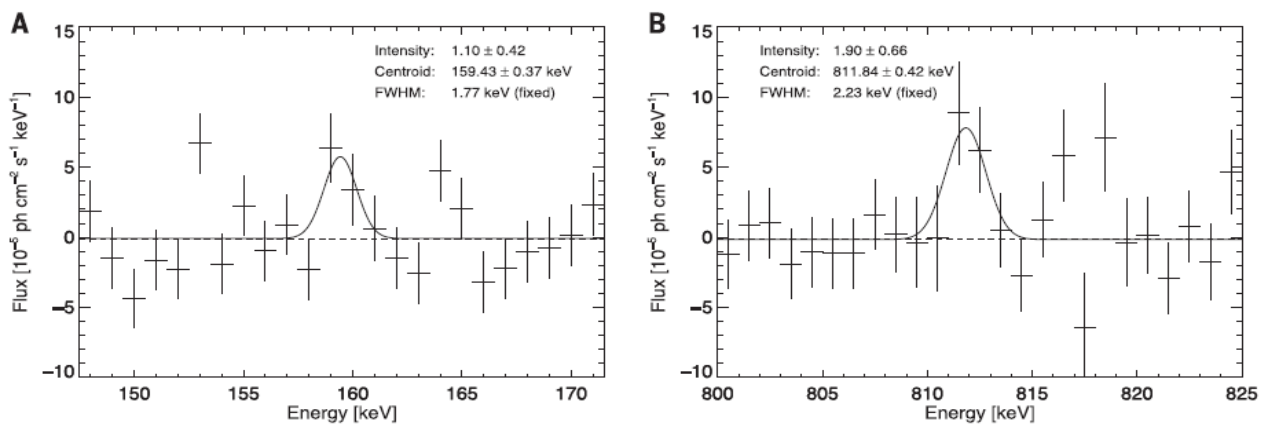 A
Intensity: 1.10 ± 0.42
Centroid: 159.43 ± 0.37 keV
FWHM: 1.77 keV (fixed)
15
10
5
0
−5
−10
Flux [10⁻⁵ ph cm⁻² s⁻¹ keV⁻¹]
150 155 160 165 170
Energy [keV]
B
Intensity: 1.90 ± 0.66
Centroid: 811.84 ± 0.42 keV
FWHM: 2.23 keV (fixed)
15
10
5
0
−5
−10
Flux [10⁻⁵ ph cm⁻² s⁻¹ keV⁻¹]
800 805 810 815 820 825
Energy [keV]